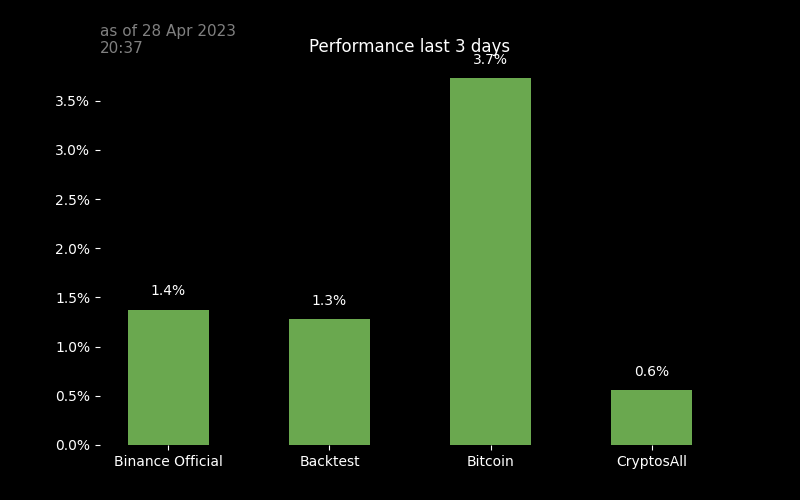 as of 28 Apr 2023
20:37
Performance last 3 days
3.7%
3.5%
3.0%
2.5%
2.0%
1.5%
1.0%
0.5%
0.0%
1.4%
1.3%
0.6%
Binance Official
Backtest
Bitcoin
CryptosAll